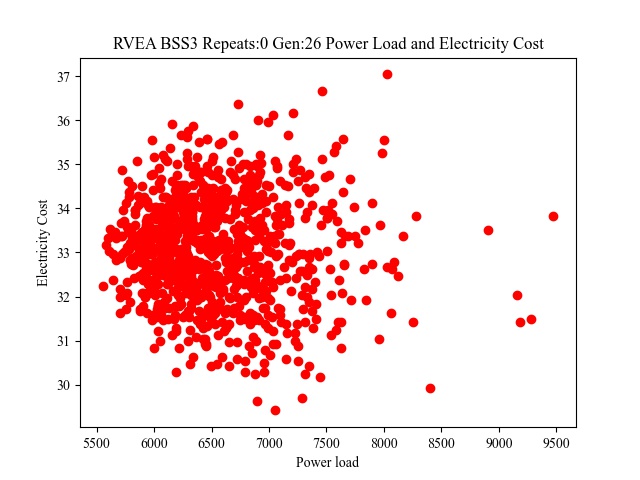 RVEA BSS3 Repeats:0 Gen:26 Power Load and Electricity Cost
37
36
35
34
33
32
31
30
Electricity Cost
5500 6000 6500 7000 7500 8000 8500 9000 9500
Power load